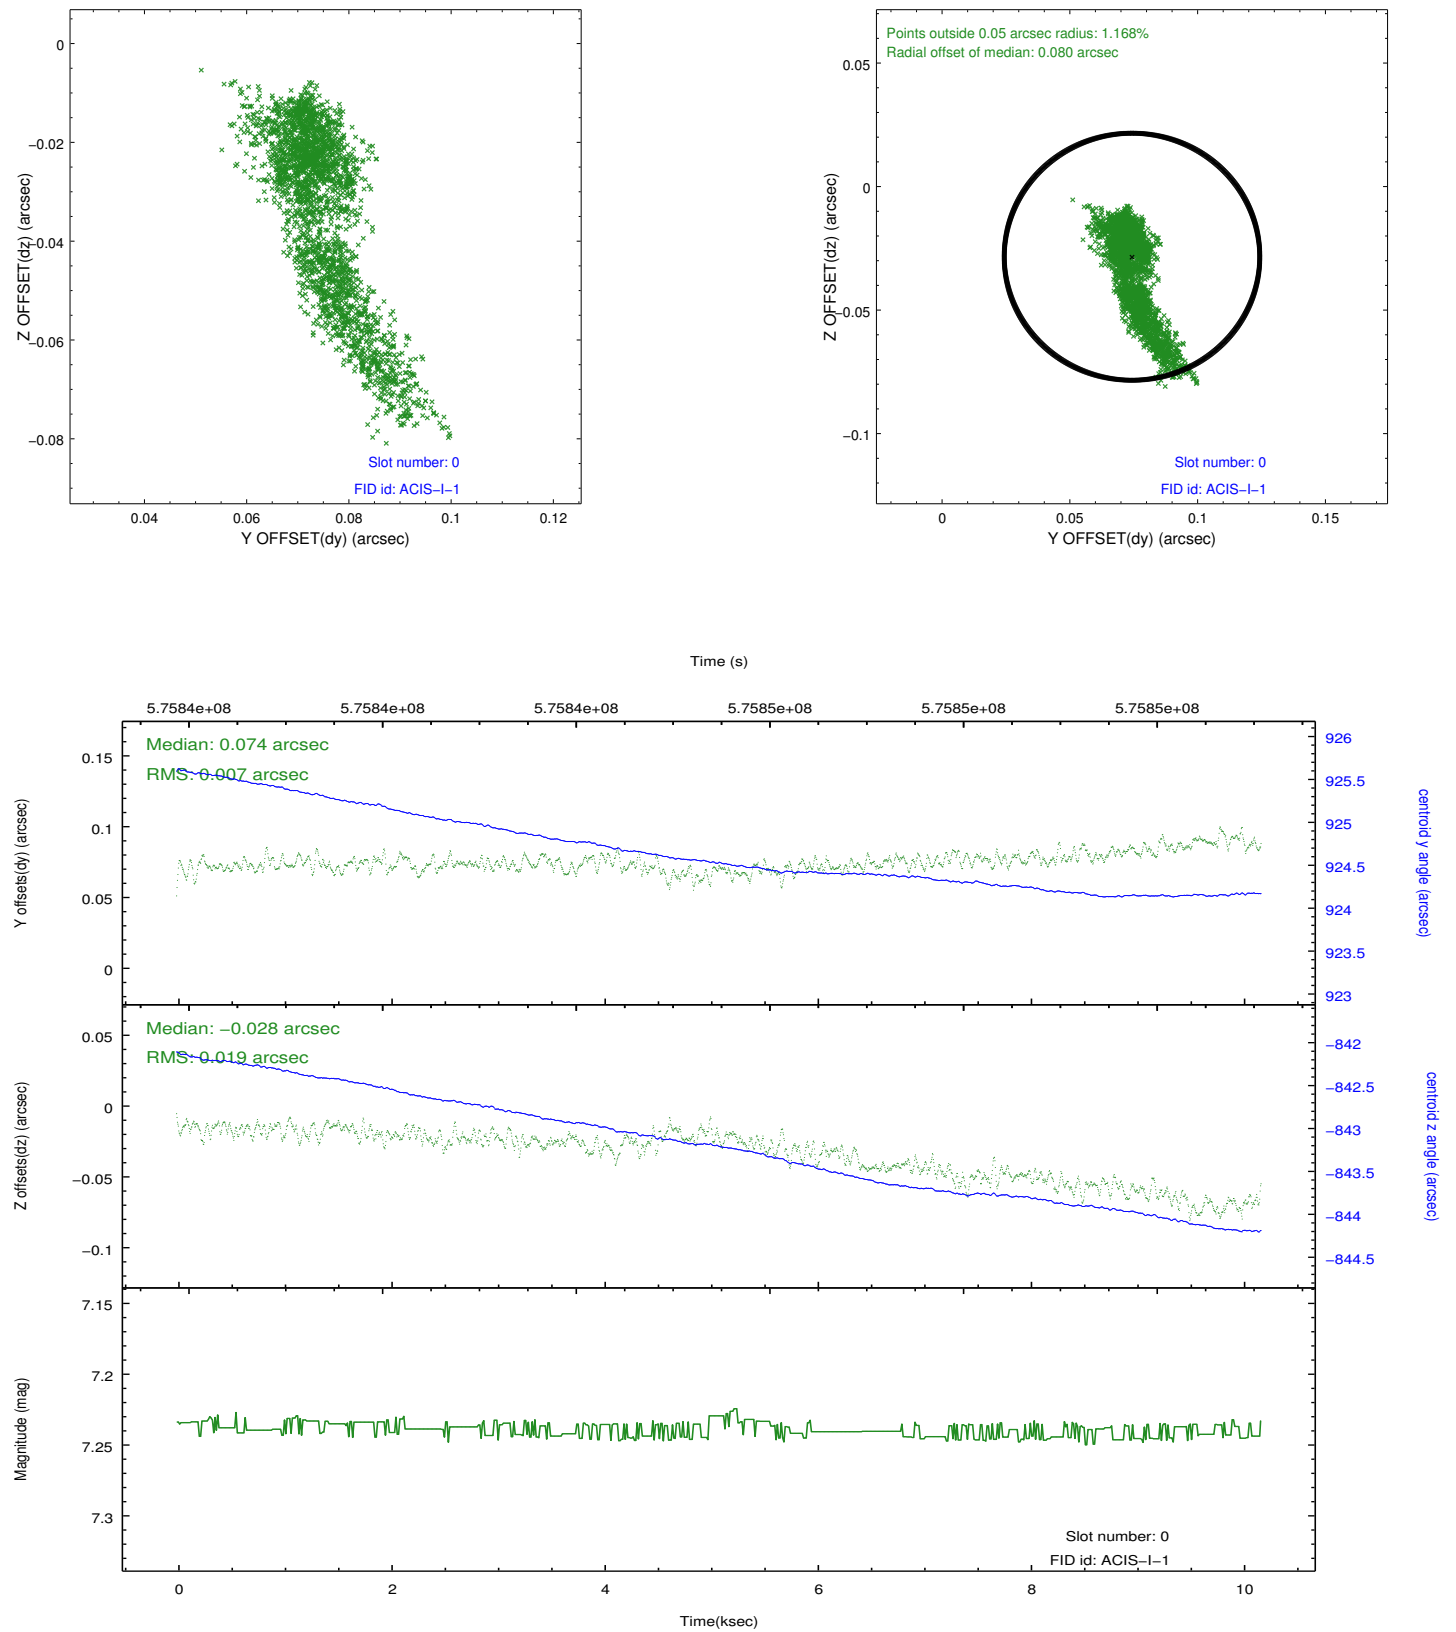 0
−0.02
−0.04
−0.06
−0.08
Z OFFSET(dz) (arcsec)
0.04 0.06 0.08 0.1 0.12
Y OFFSET(dy) (arcsec)
Slot number: 0
FID id: ACIS−I−1
Points outside 0.05 arcsec radius: 1.168%
Radial offset of median: 0.080 arcsec
0.05
0
−0.05
−0.1
Z OFFSET(dz) (arcsec)
Slot number: 0
FID id: ACIS−I−1
0 0.05 0.1 0.15
Y OFFSET(dy) (arcsec)
Time (s)
5.7584e+08 5.7584e+08 5.7584e+08 5.7585e+08 5.7585e+08 5.7585e+08
Median: 0.074 arcsec
RMS: 0.007 arcsec
0.15
0.1
0.05
0
Y offsets(dy) (arcsec)
926
925.5
925
924.5
924
923.5
923
centroid y angle (arcsec)
Median: −0.028 arcsec
RMS: 0.019 arcsec
0.05
0
−0.05
−0.1
Z offsets(dz) (arcsec)
−842
−842.5
−843
−843.5
−844
−844.5
centroid z angle (arcsec)
7.15
7.2
7.25
7.3
Magnitude (mag)
Slot number: 0
FID id: ACIS−I−1
0 2 4 6 8 10
Time(ksec)